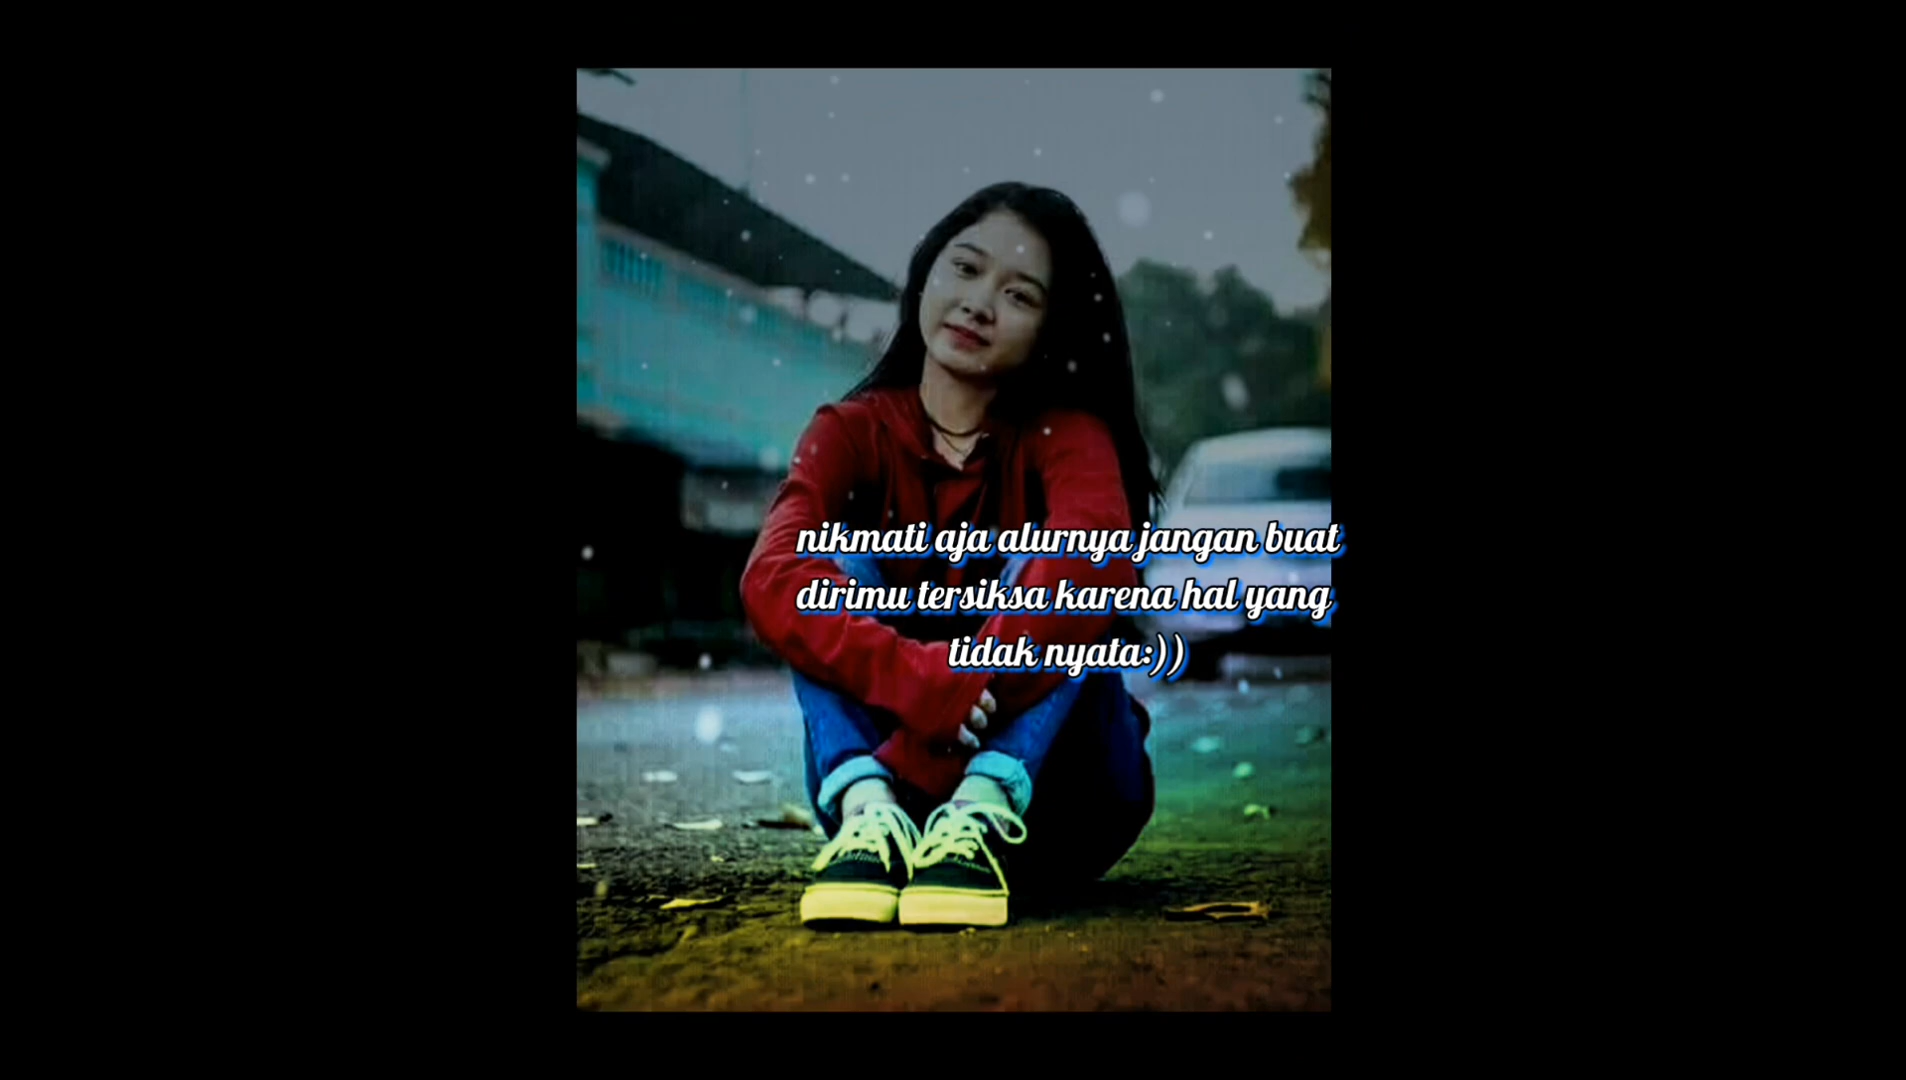 nikmati aja alurnya jangan buat
dirimu tersiksa karena hal yang
tidak nyata:))